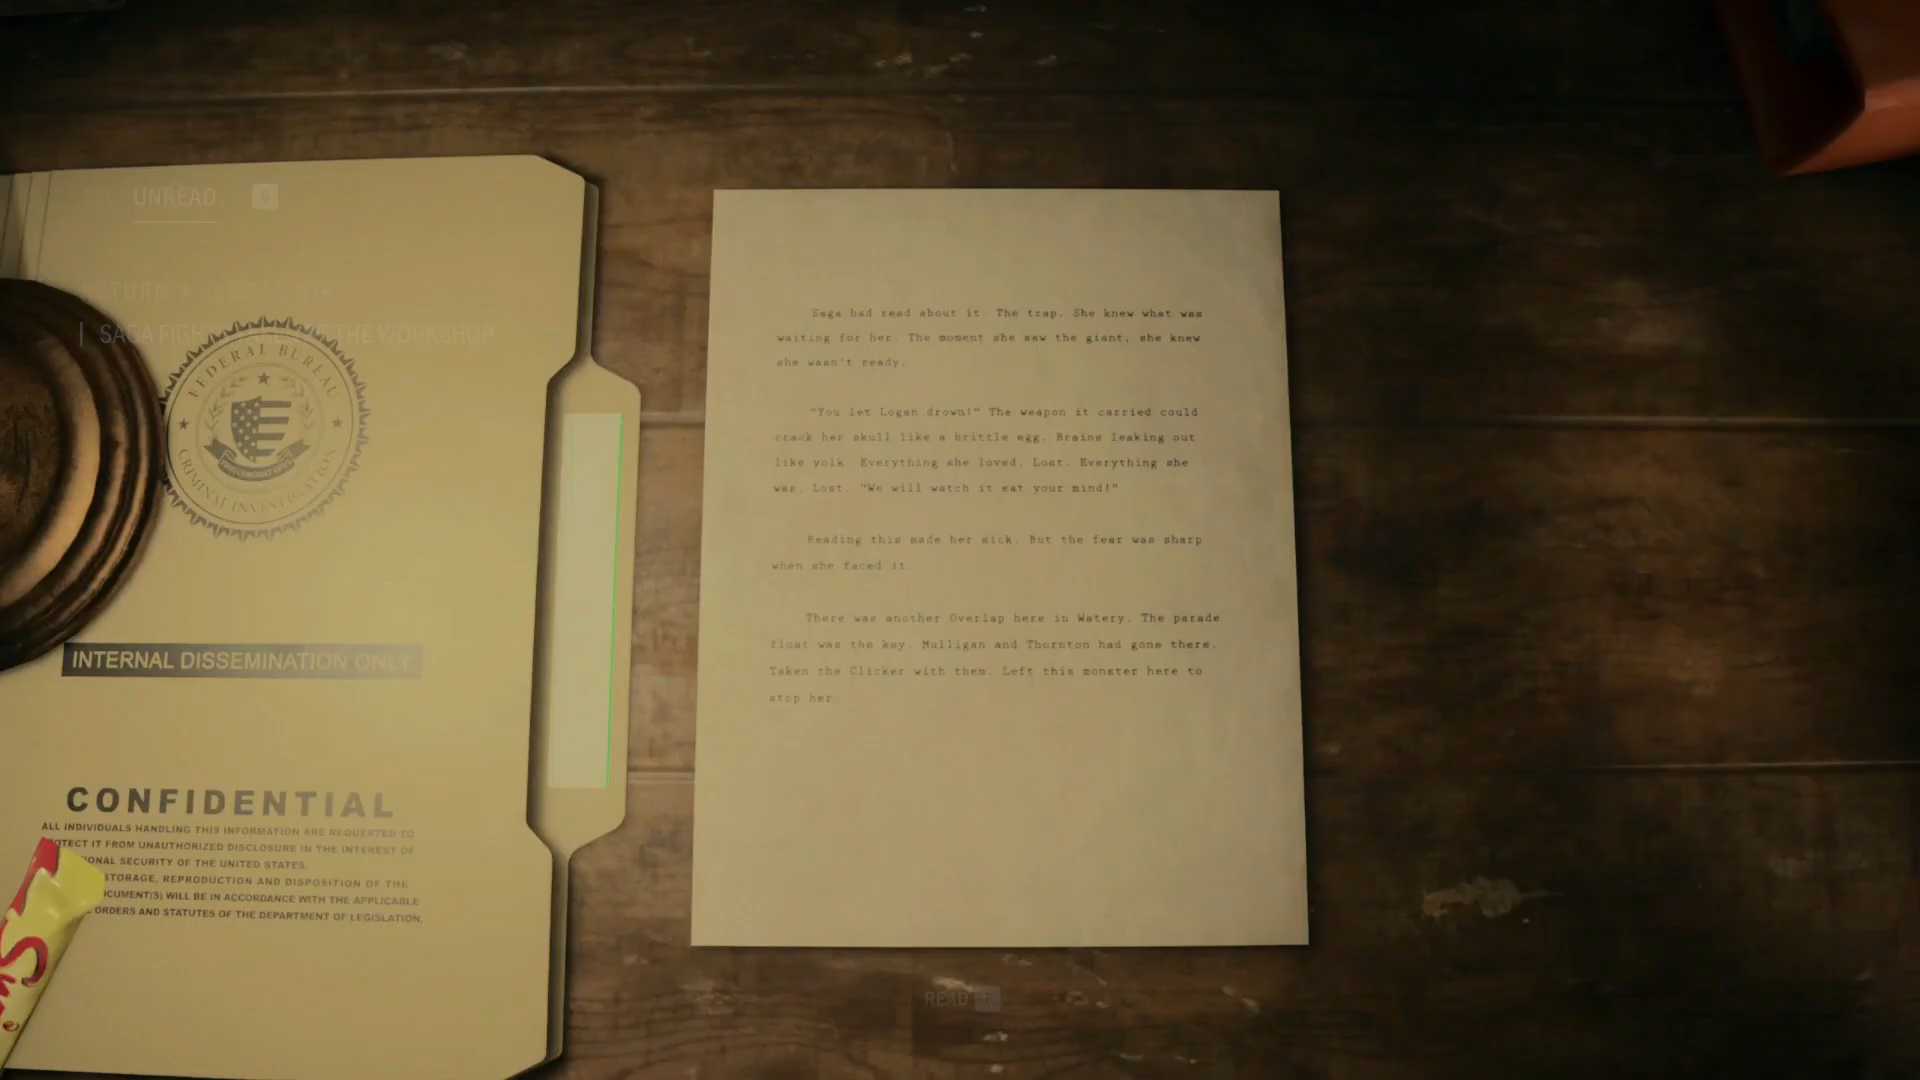 UNREAD
SAGA FIGHTS THE WORKSHOP
FEDERAL BUREAU
CRIMINAL INVESTIGATION
INTERNAL DISSEMINATION ONLY
CONFIDENTIAL
ALL INDIVIDUALS HANDLING THIS INFORMATION ARE REQUESTED TO
PROTECT IT FROM UNAUTHORIZED DISCLOSURE IN THE INTEREST OF
ONAL SECURITY OF THE UNITED STATES.
STORAGE, REPRODUCTION AND DISPOSITION OF THE
OCUMENT(S) WILL BE IN ACCORDANCE WITH THE APPLICABLE
ORDERS AND STATUTES OF THE DEPARTMENT OF LEGISLATION.
Saga had read about it. The trap. She knew what was
waiting for her. The moment she saw the giant, she knew
she wasn't ready.
"You let Logan drown!" The weapon it carried could
crack her skull like a brittle egg. Brains leaking out
like yolk. Everything she loved. Lost. Everything she
was. Lost. "We will watch it eat your mind!"
Reading this made her sick. But the fear was sharp
when she faced it.
There was another Overlap here in Watery. The parade
float was the key. Mulligan and Thornton had gone there.
Taken the Clicker with them. Left this monster here to
stop her.
READ